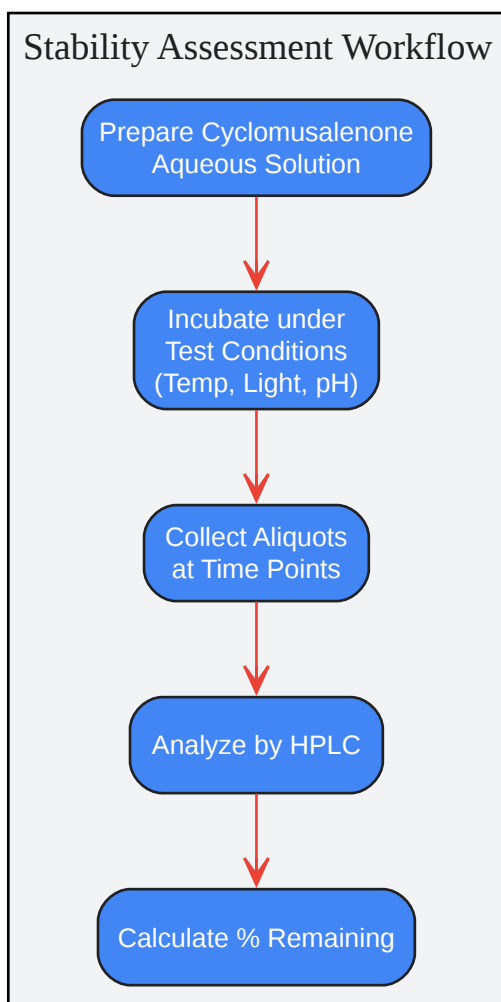 Stability Assessment Workflow
Prepare Cyclomusalenone
Aqueous Solution
Incubate under
Test Conditions
(Temp, Light, pH)
Collect Aliquots
at Time Points
Analyze by HPLC
Calculate % Remaining